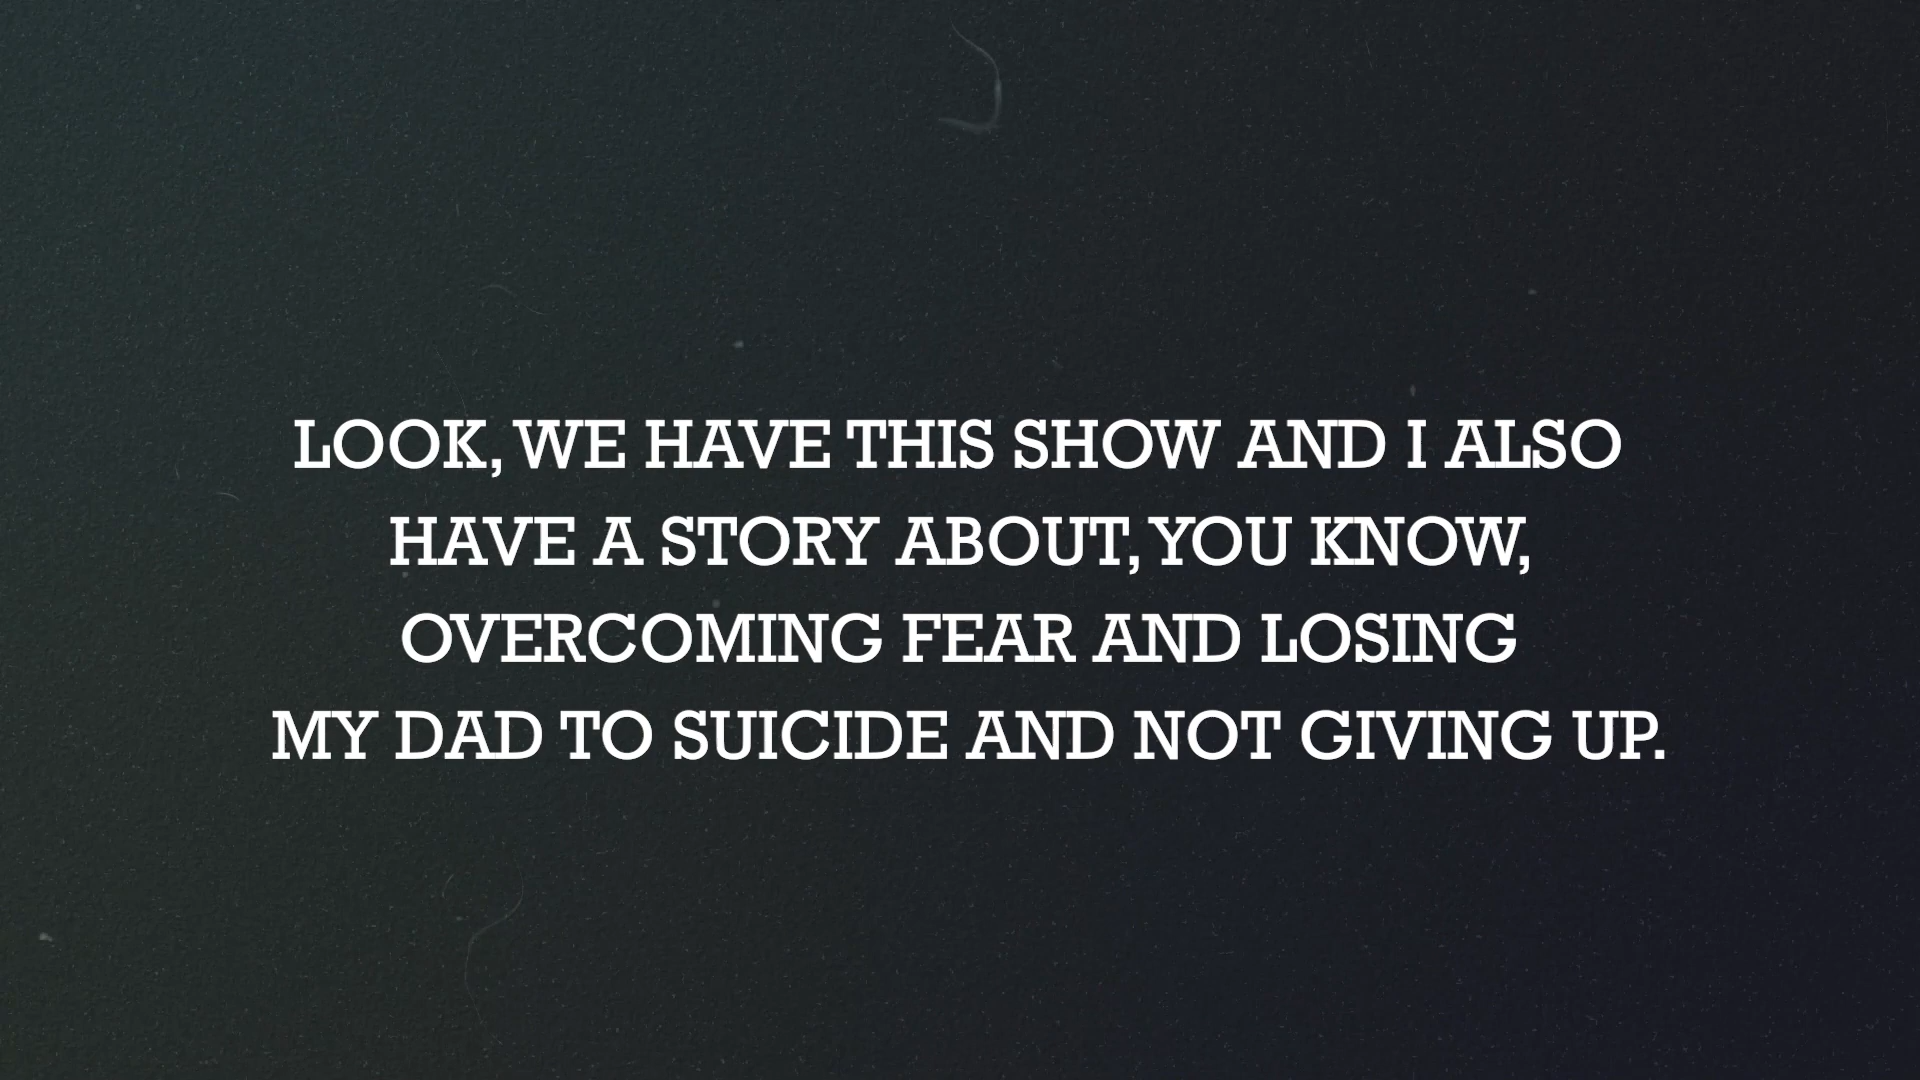 LOOK, WE HAVE THIS SHOW AND I ALSO
HAVE A STORY ABOUT, YOU KNOW,
OVERCOMING FEAR AND LOSING
MY DAD TO SUICIDE AND NOT GIVING UP.